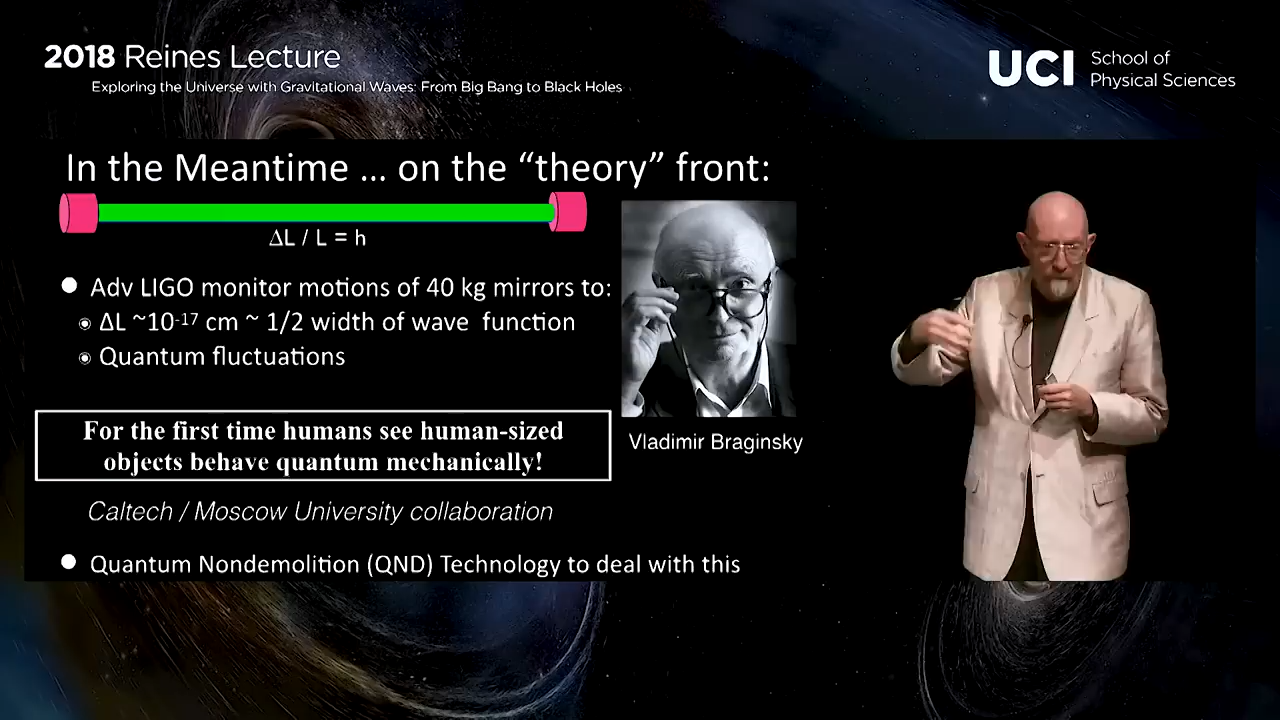 2018 Reines Lecture
Exploring the Universe with Gravitational Waves: From Big Bang to Black Holes
UCI
School of
Physical Sciences
In the Meantime ... on the “theory” front:
ΔL / L = h
● Adv LIGO monitor motions of 40 kg mirrors to:
◉ ΔL ~10⁻¹⁷ cm ~ 1/2 width of wave function
◉ Quantum fluctuations
For the first time humans see human-sized
objects behave quantum mechanically!
Vladimir Braginsky
Caltech / Moscow University collaboration
● Quantum Nondemolition (QND) Technology to deal with this